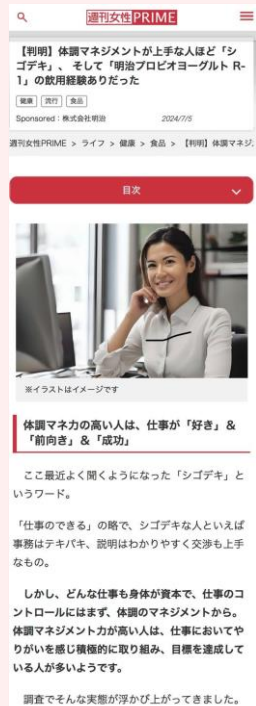 週刊女性PRIME
【判明】体調マネジメントが上手な人ほど「シ
ゴデキ」、そして「明治プロビオヨーグルト R-
1」の飲用経験ありだった
健康 流行 食品
Sponsored：株式会社明治 2024/7/5
週刊女性PRIME > ライフ > 健康 > 食品 > 【判明】体調マネジ
目次
※イラストはイメージです
体調マネ力の高い人は、仕事が「好き」＆
「前向き」＆「成功」
ここ最近よく聞くようになった「シゴデキ」と
いうワード。
「仕事のできる」の略で、シゴデキな人といえば
事務はテキパキ、説明はわかりやすく交渉も上手
なもの。
しかし、どんな仕事も身体が資本で、仕事のコ
ントロールにはまず、体調のマネジメントから。
体調マネジメント力が高い人は、仕事においてや
りがいを感じ積極的に取り組み、目標を達成して
いる人が多いようです。
調査でそんな実態が浮かび上がってきました。